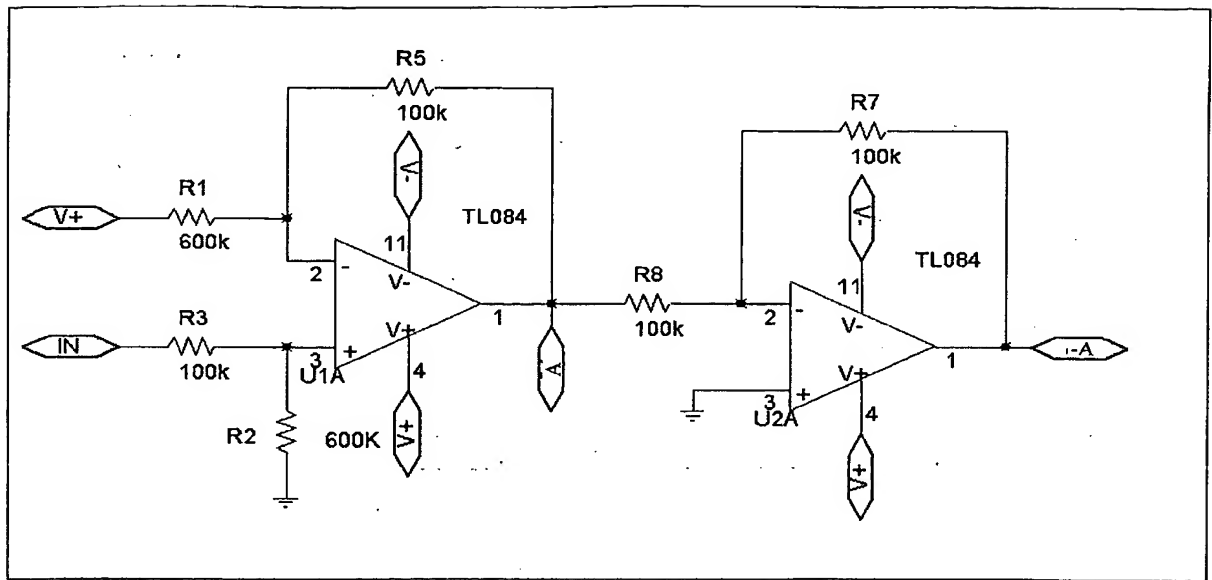 R5
100k
V-
R1
V+
600k
TL084
11
2
-
V-
R3
IN
100k
3
+
U1A
V+
4
1
A
R2
600K
V+
R7
100k
V-
TL084
11
R8
100k
2
-
V-
3
+
U2A
V+
4
1
-A
V+